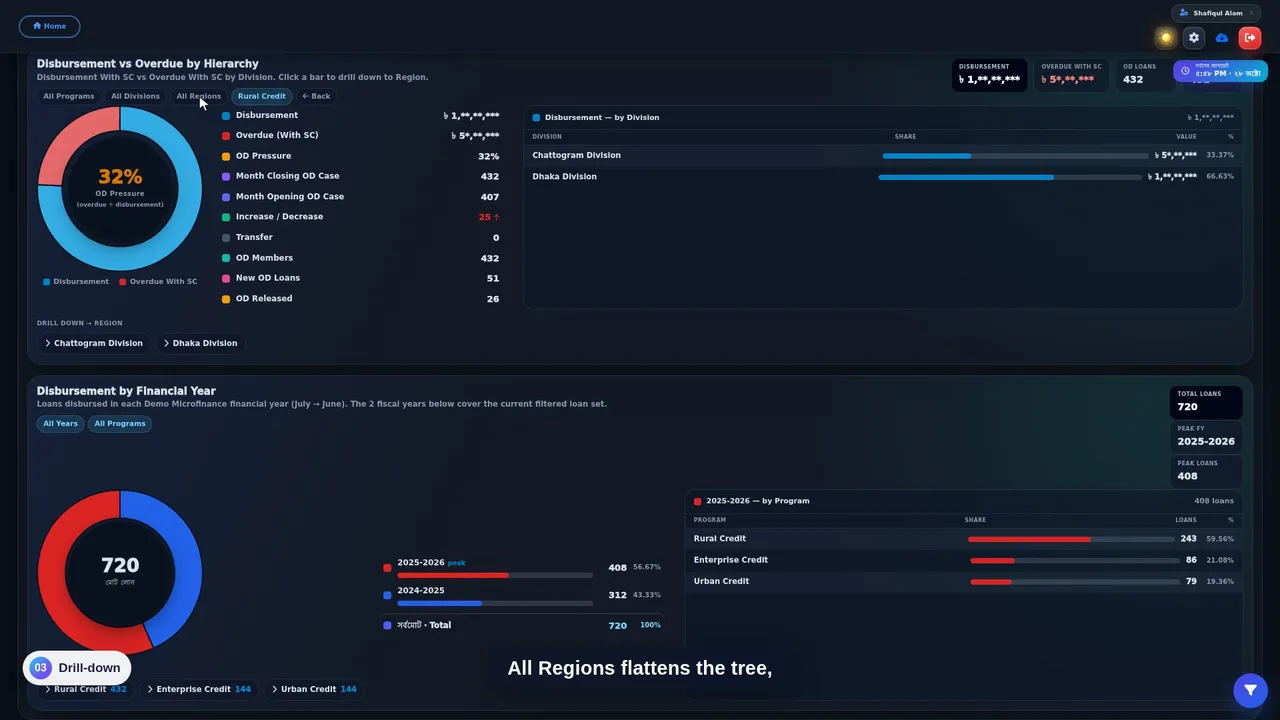 Home
Shafiqul Alam
Disbursement vs Overdue by Hierarchy
Disbursement With SC vs Overdue With SC by Division. Click a bar to drill down to Region.
All Programs
All Divisions
All Regions
Rural Credit
← Back
DISBURSEMENT
৳ 1,**,**,***
OVERDUE WITH SC
৳ 5*,**,***
OD LOANS
432
৫:৫৮ PM · ২৮ অক্টো
32%
OD Pressure
(overdue ÷ disbursement)
Disbursement
Overdue With SC
Disbursement ৳ 1,**,**,***
Overdue (With SC) ৳ 5*,**,***
OD Pressure 32%
Month Closing OD Case 432
Month Opening OD Case 407
Increase / Decrease 25 ↑
Transfer 0
OD Members 432
New OD Loans 51
OD Released 26
Disbursement — by Division ৳ 1,**,**,***
DIVISION SHARE VALUE %
Chattogram Division ৳ 5*,**,*** 33.37%
Dhaka Division ৳ 1,**,**,*** 66.63%
DRILL DOWN → REGION
Chattogram Division
Dhaka Division
Disbursement by Financial Year
Loans disbursed in each Demo Microfinance financial year (July → June). The 2 fiscal years below cover the current filtered loan set.
All Years
All Programs
TOTAL LOANS
720
PEAK FY
2025-2026
PEAK LOANS
408
720
মোট লোন
2025-2026 peak 408 56.67%
2024-2025 312 43.33%
সর্বমোট · Total 720 100%
2025-2026 — by Program 408 loans
PROGRAM SHARE LOANS %
Rural Credit 243 59.56%
Enterprise Credit 86 21.08%
Urban Credit 79 19.36%
03 Drill-down
All Regions flattens the tree,
Rural Credit 432
Enterprise Credit 144
Urban Credit 144